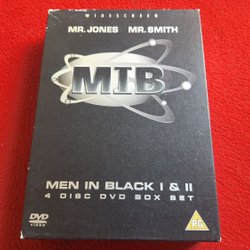 WIDESCREEN
MR. JONES MR. SMITH
MIB
MEN IN BLACK I & II
4 DISC DVD BOX SET
DVD
VIDEO
PG